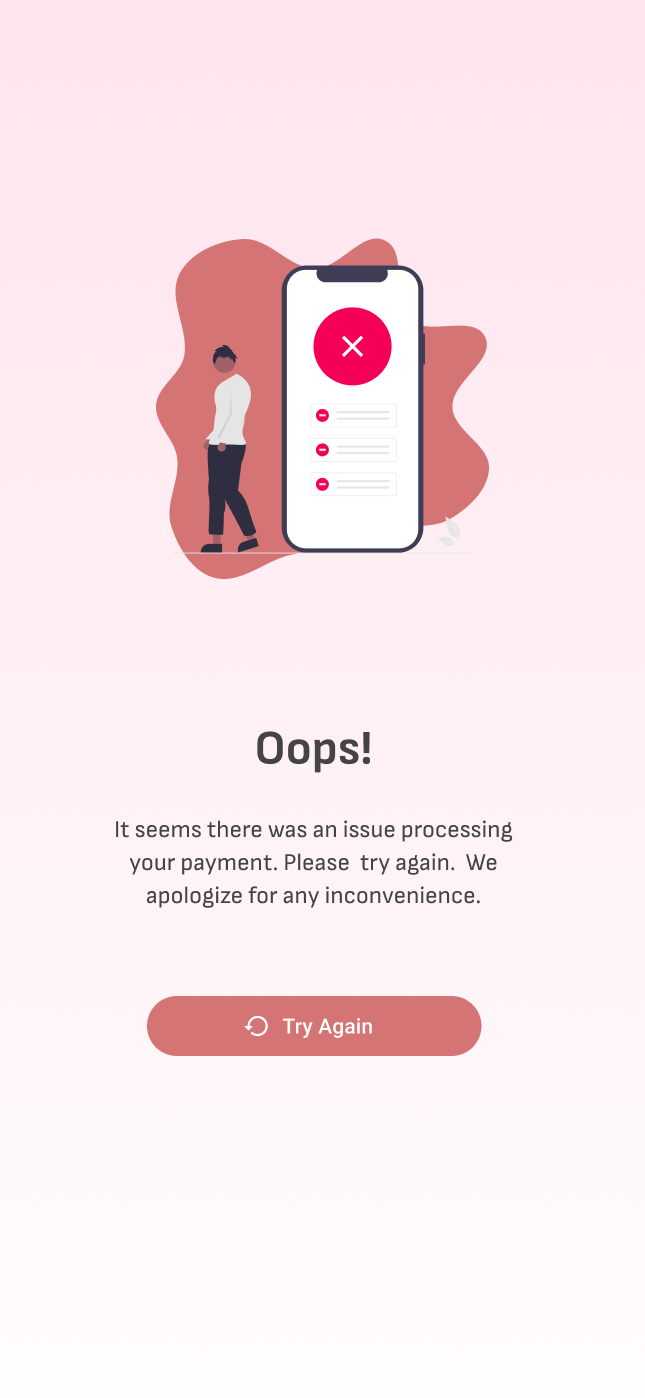 Oops!
It seems there was an issue processing
your payment. Please  try again.  We
apologize for any inconvenience.
Try Again